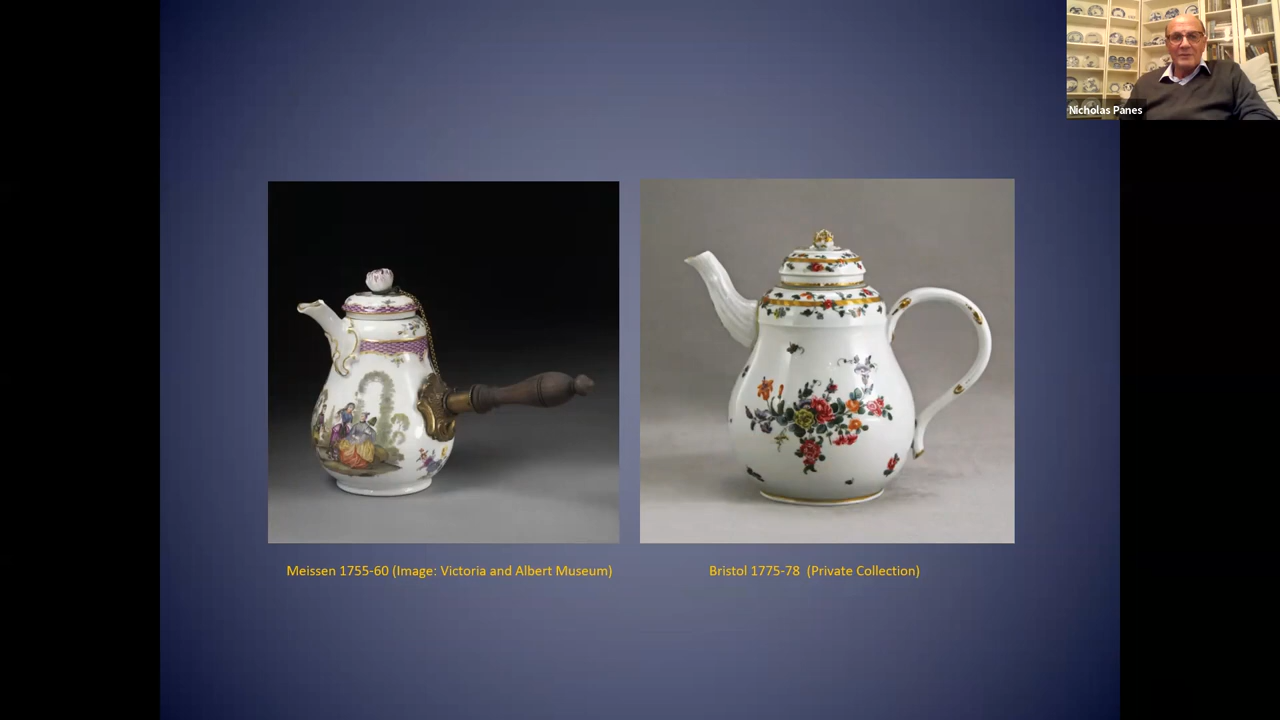 Nicholas Panes
Meissen 1755-60 (Image: Victoria and Albert Museum)
Bristol 1775-78 (Private Collection)